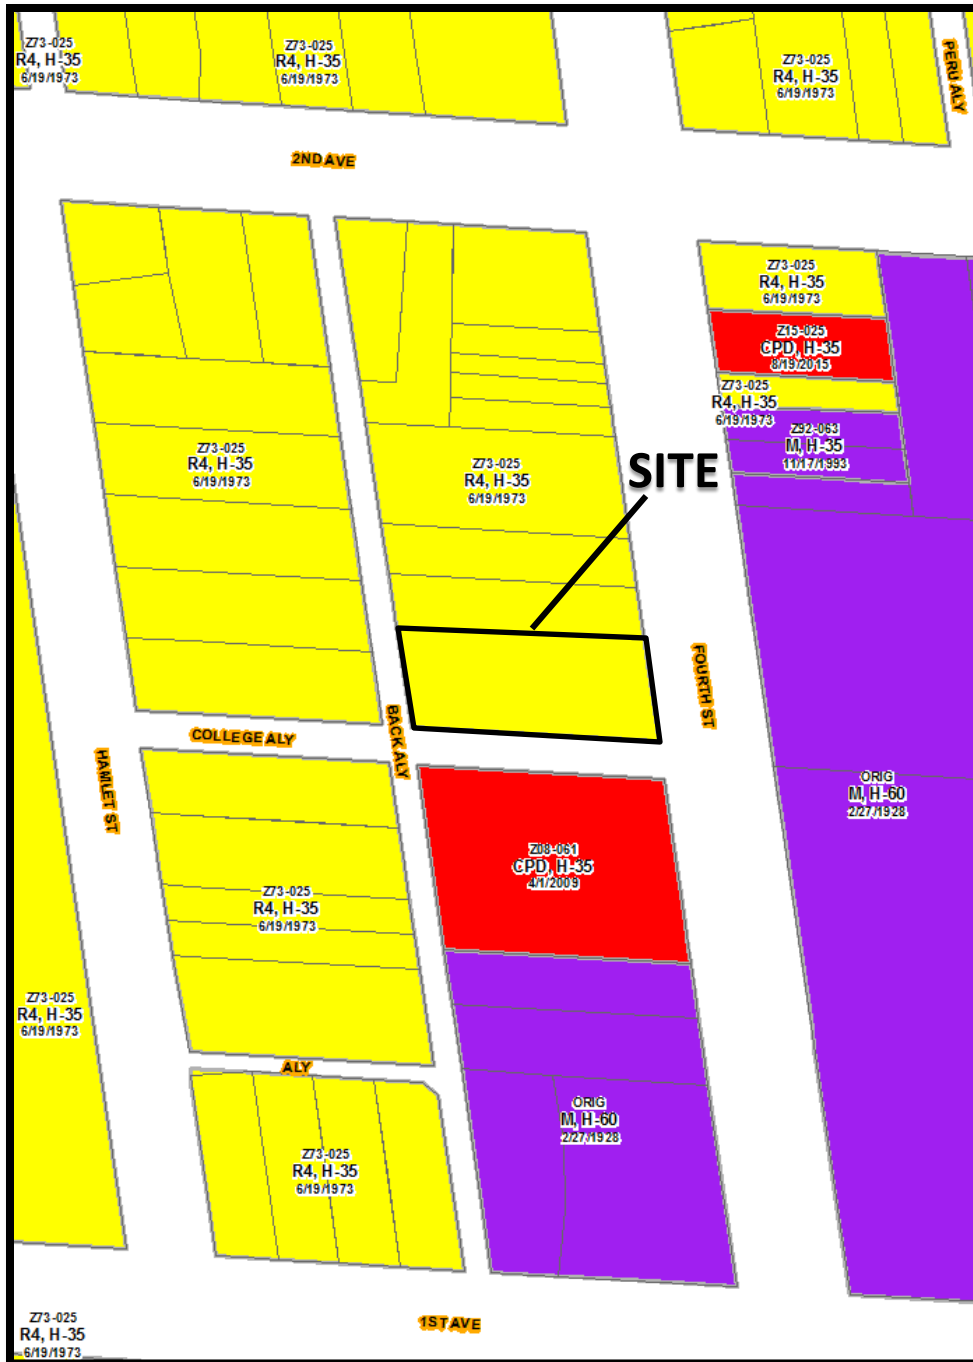 Z73-025
R4, H-35
6/19/1973
Z73-025
R4, H-35
6/19/1973
Z73-025
R4, H-35
6/19/1973
PERU ALY
2ND AVE
Z73-025
R4, H-35
6/19/1973
Z15-025
CPD, H-35
8/19/2015
Z73-025
R4, H-35
6/19/1973
Z92-063
M, H-35
11/17/1993
Z73-025
R4, H-35
6/19/1973
Z73-025
R4, H-35
6/19/1973
SITE
FOURTH ST
BACK ALY
COLLEGE ALY
HAMLET ST
ORIG
M, H-60
2/27/1928
Z08-061
CPD, H-35
4/1/2009
Z73-025
R4, H-35
6/19/1973
Z73-025
R4, H-35
6/19/1973
ALY
ORIG
M, H-60
2/27/1928
Z73-025
R4, H-35
6/19/1973
1ST AVE
Z73-025
R4, H-35
6/19/1973